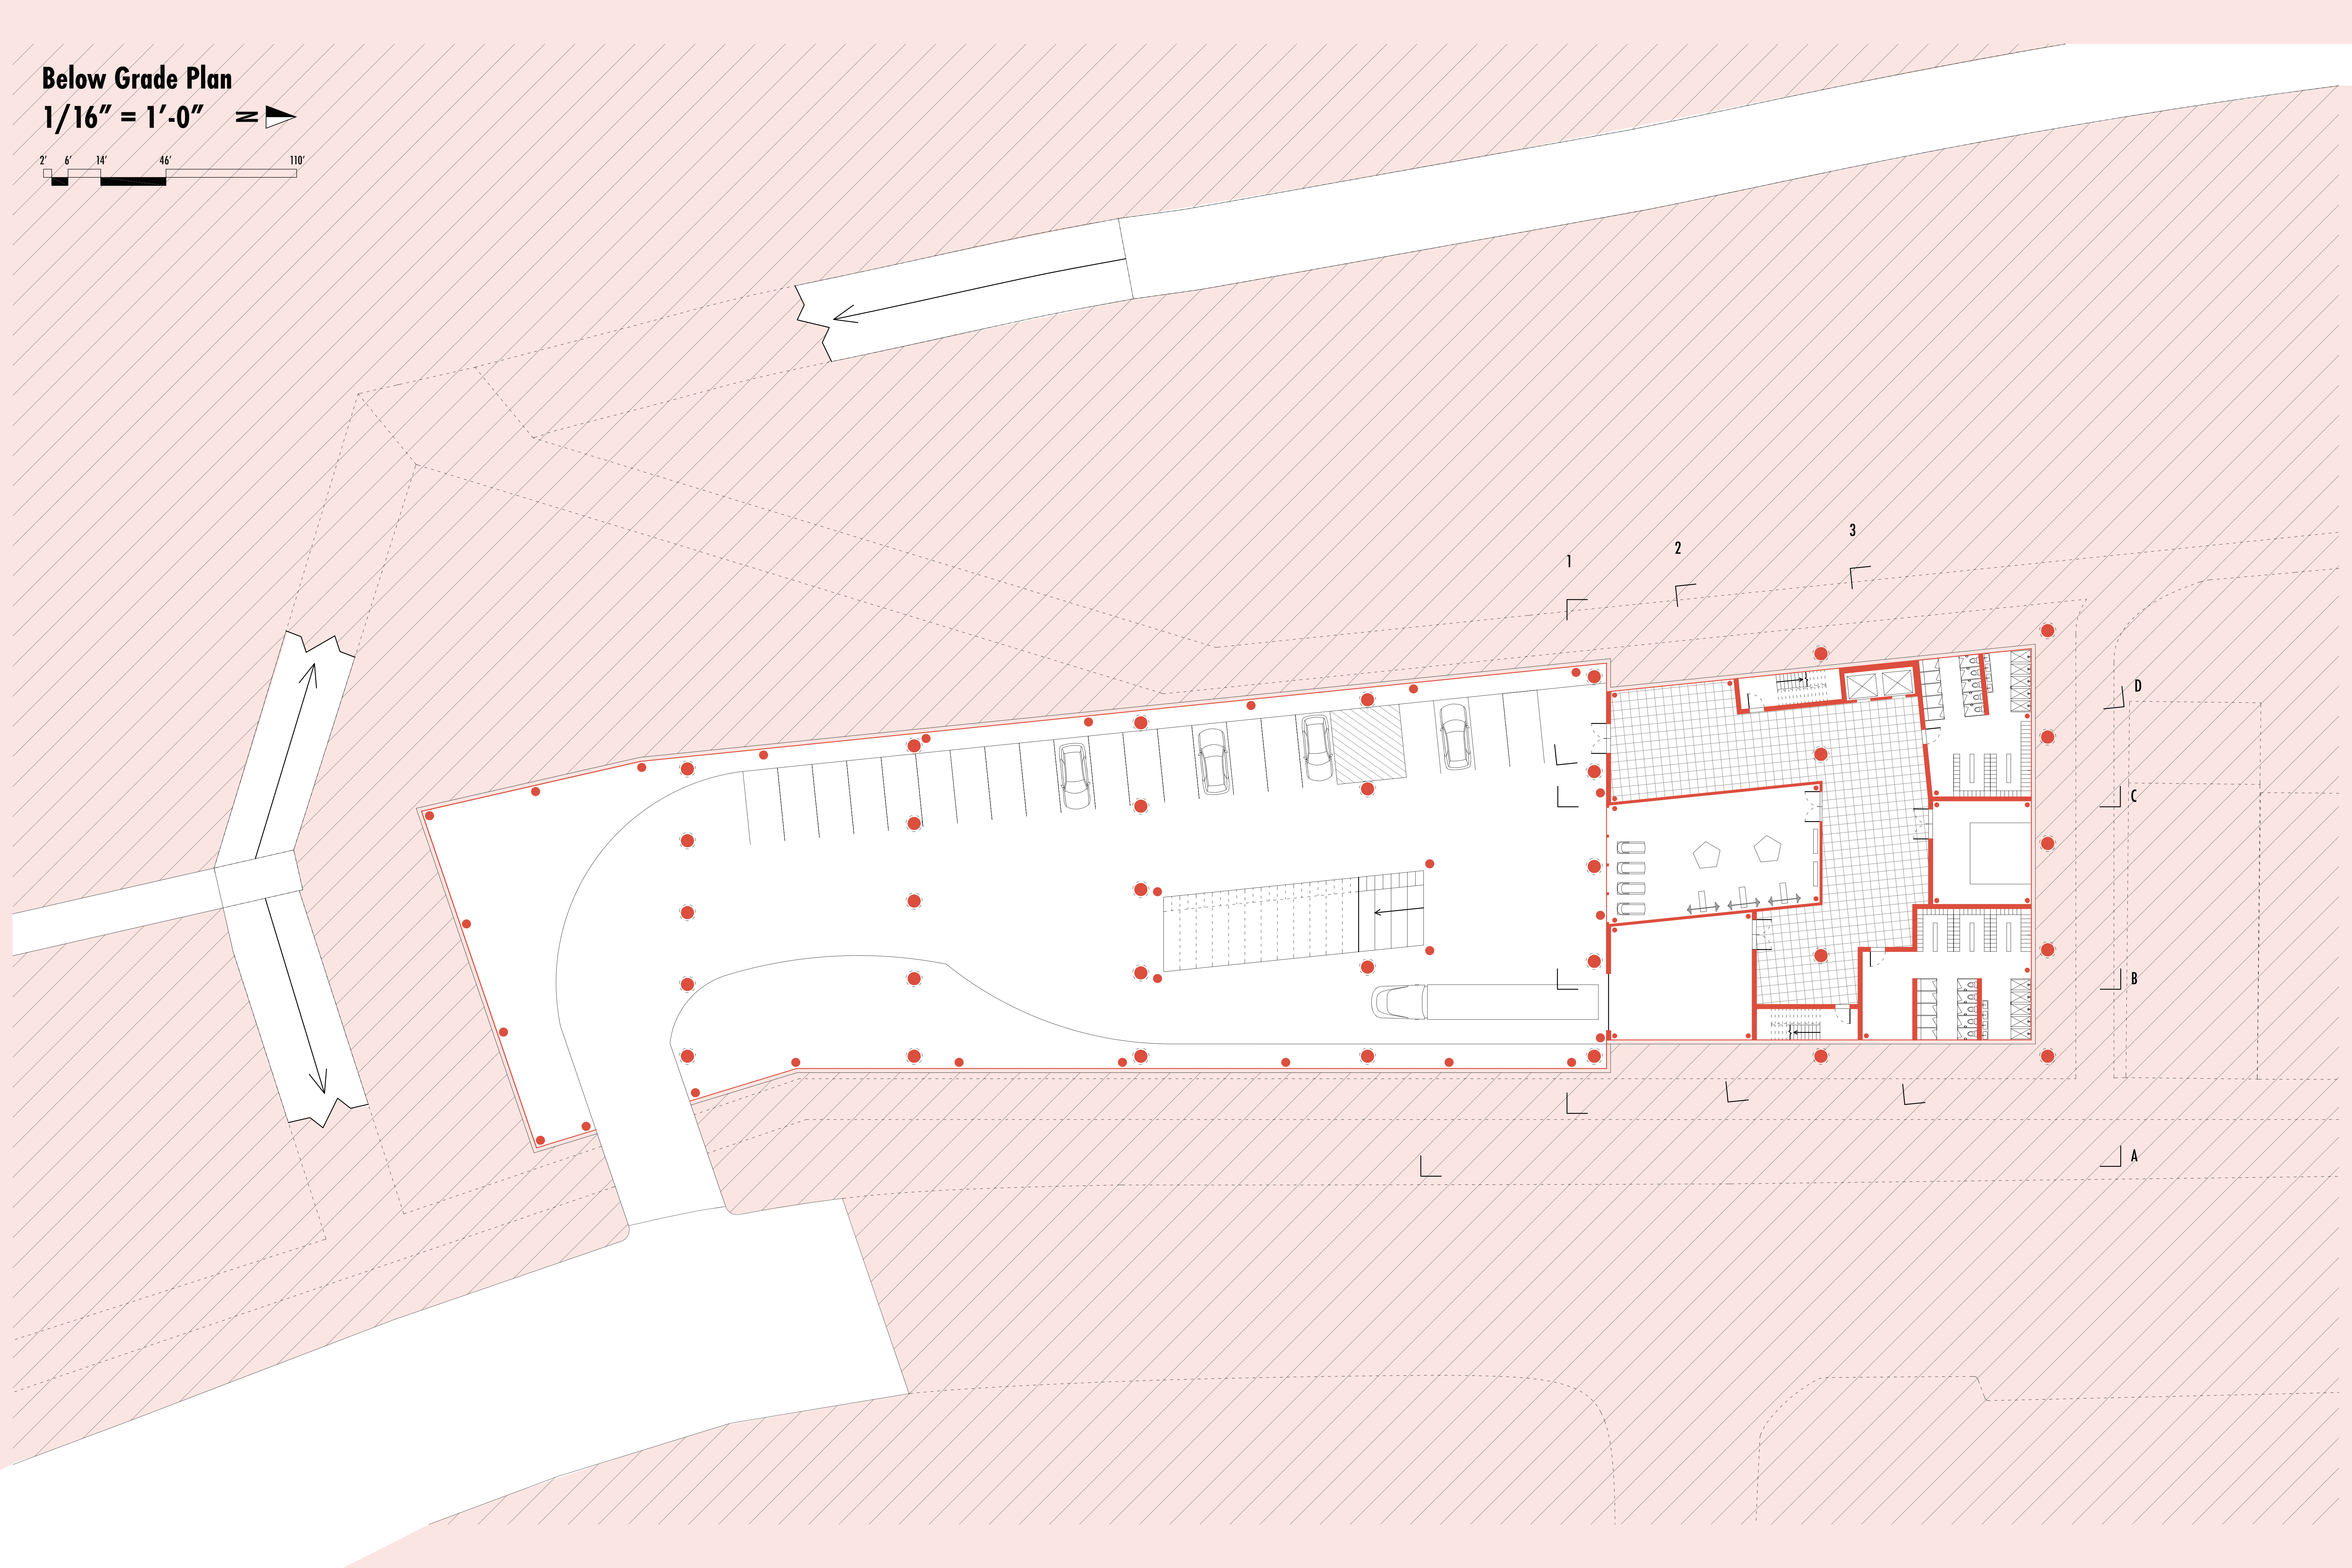 Below Grade Plan
1/16” = 1’-0” N
2’ 6’ 14’ 46’ 110’
1
2
3
D
C
B
A